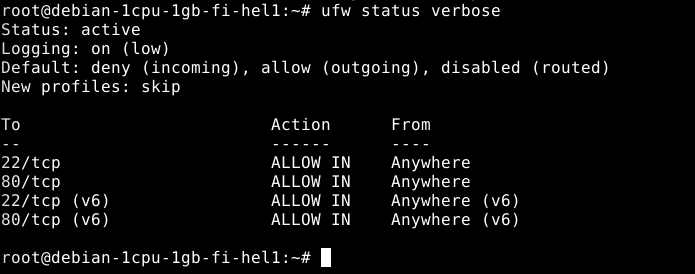 root@debian-1cpu-1gb-fi-hel1:~# ufw status verbose
Status: active
Logging: on (low)
Default: deny (incoming), allow (outgoing), disabled (routed)
New profiles: skip

To                         Action      From
--                         ------      ----
22/tcp                     ALLOW IN    Anywhere
80/tcp                     ALLOW IN    Anywhere
22/tcp (v6)                ALLOW IN    Anywhere (v6)
80/tcp (v6)                ALLOW IN    Anywhere (v6)

root@debian-1cpu-1gb-fi-hel1:~#